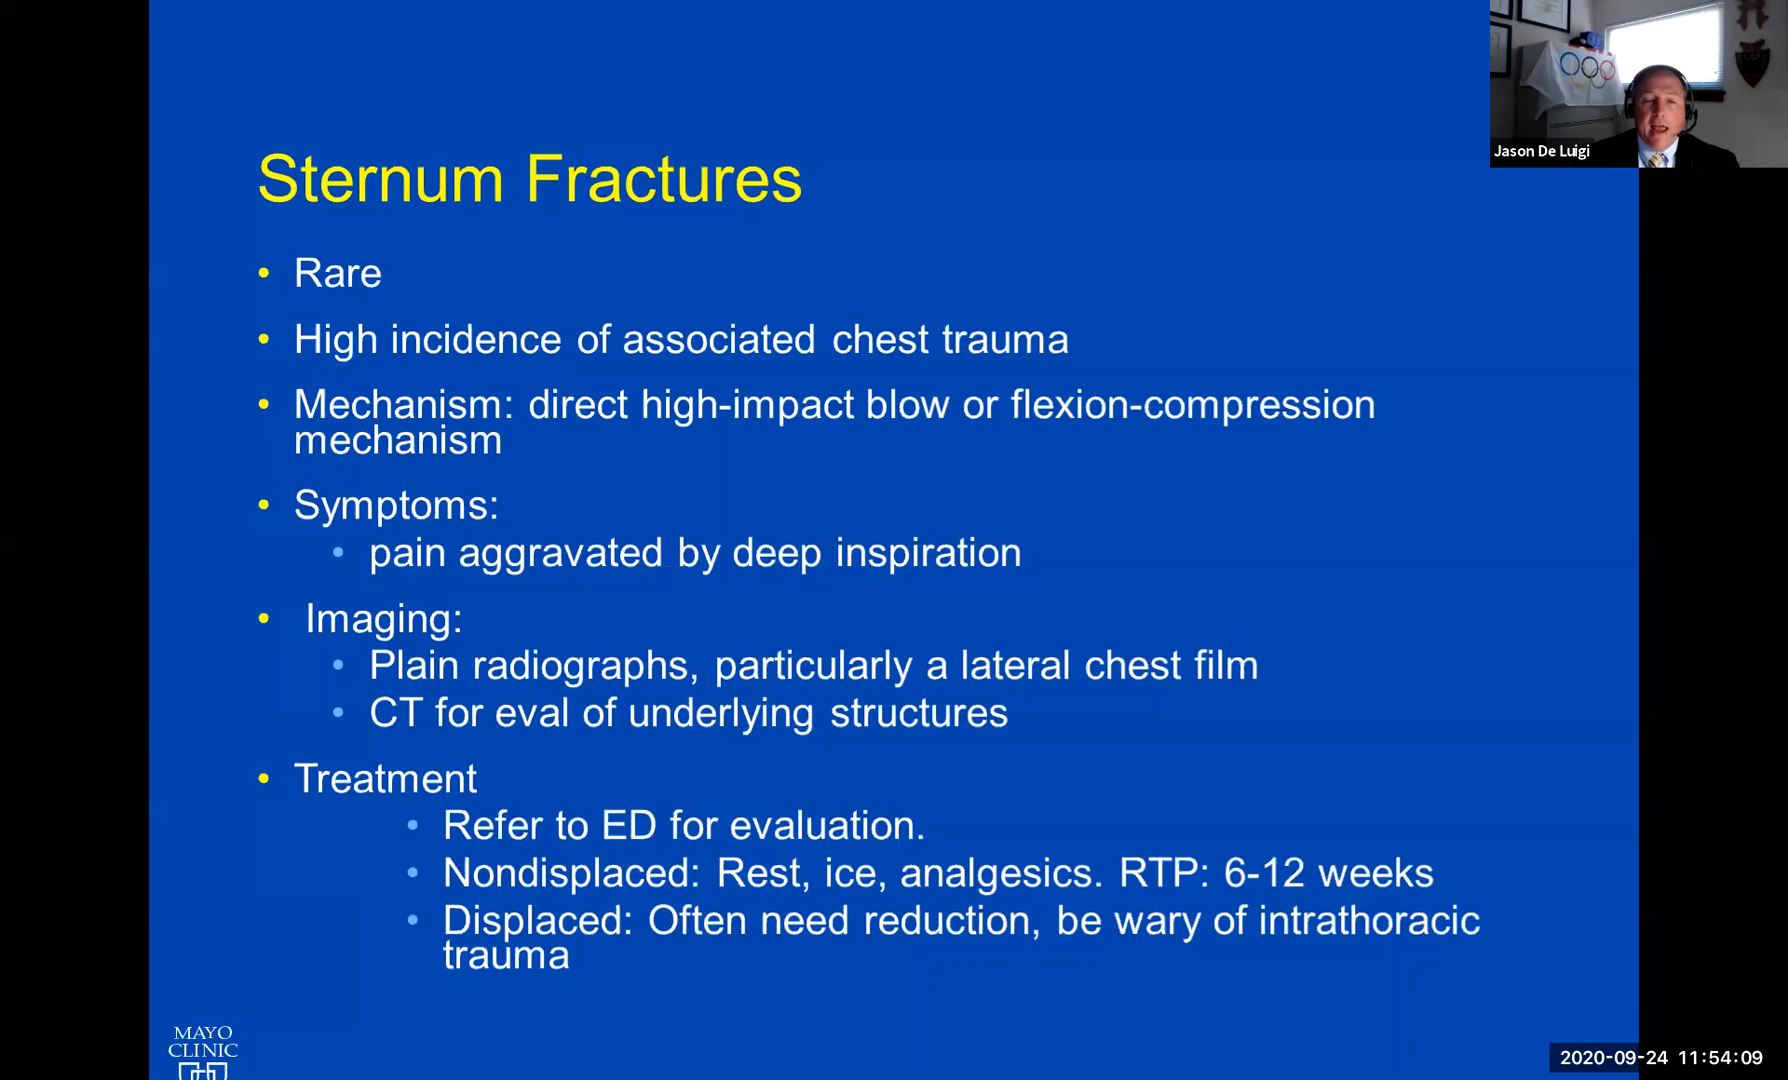 Jason De Luigi
Sternum Fractures
• Rare
• High incidence of associated chest trauma
• Mechanism: direct high-impact blow or flexion-compression
mechanism
• Symptoms:
• pain aggravated by deep inspiration
• Imaging:
• Plain radiographs, particularly a lateral chest film
• CT for eval of underlying structures
• Treatment
• Refer to ED for evaluation.
• Nondisplaced: Rest, ice, analgesics. RTP: 6-12 weeks
• Displaced: Often need reduction, be wary of intrathoracic
trauma
MAYO
CLINIC
2020-09-24 11:54:09